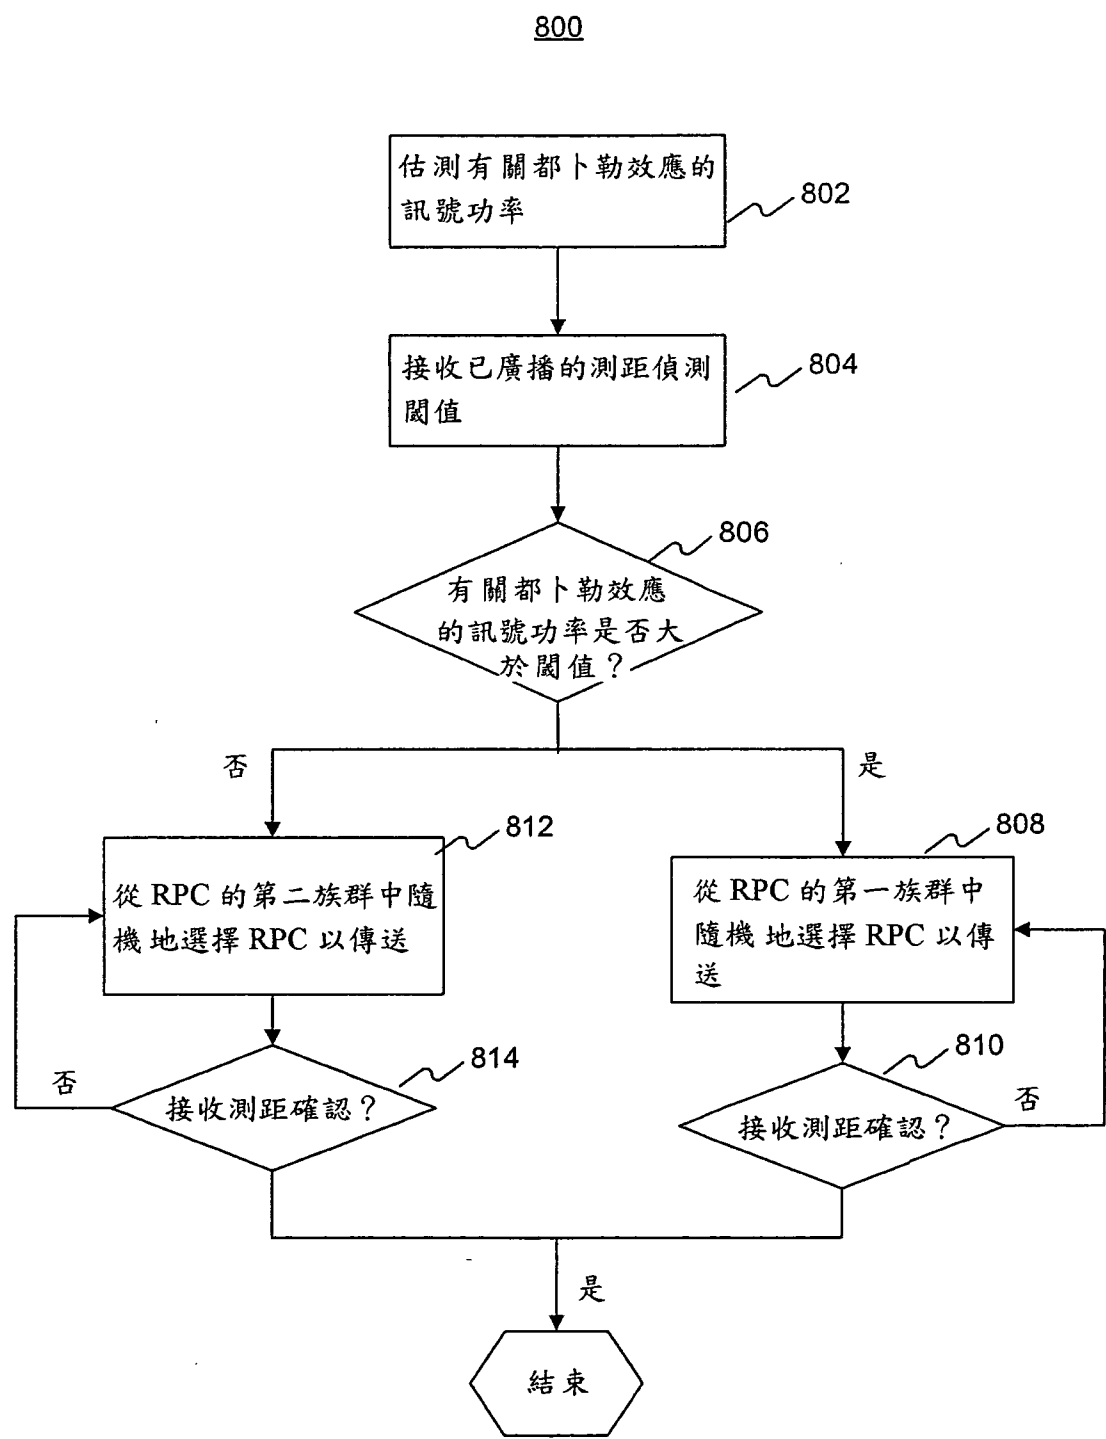 800
估測有關都卜勒效應的
訊號功率
802
接收已廣播的測距偵測
閾值
804
806
有關都卜勒效應
的訊號功率是否大
於閾值？
否
是
812
808
從 RPC 的第二族群中隨
機地選擇 RPC 以傳送
從 RPC 的第一族群中
隨機地選擇 RPC 以傳
送
814
810
否
接收測距確認？
否
接收測距確認？
是
結束